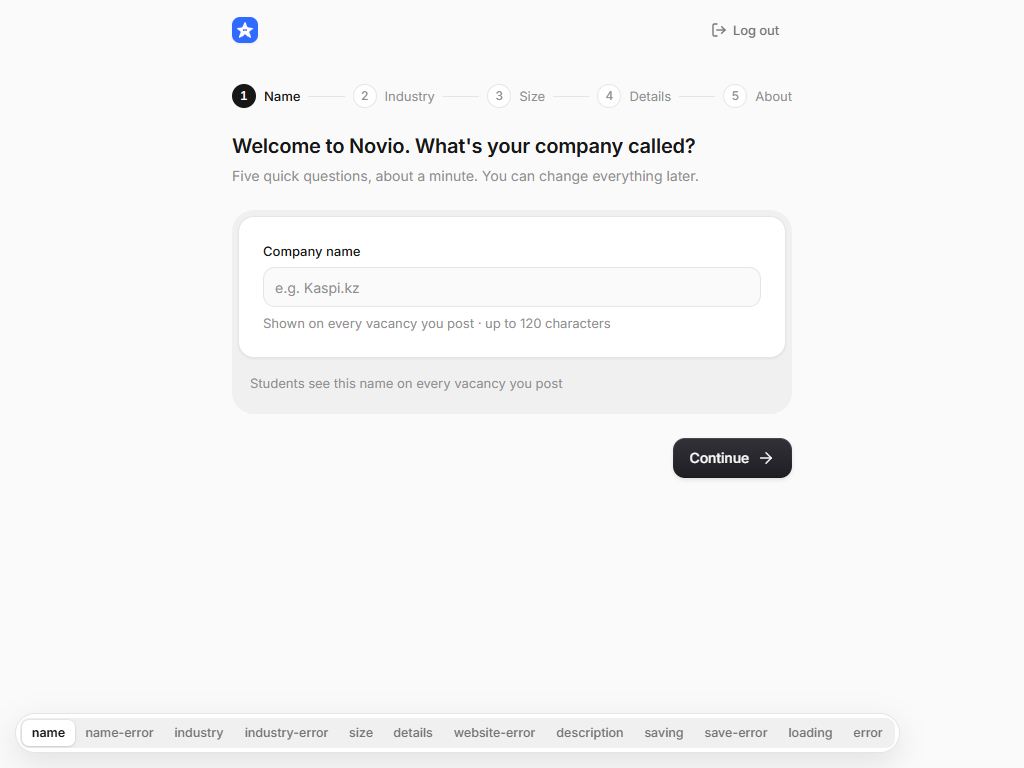 Log out
1 Name 2 Industry 3 Size 4 Details 5 About
Welcome to Novio. What's your company called?
Five quick questions, about a minute. You can change everything later.
Company name
e.g. Kaspi.kz
Shown on every vacancy you post · up to 120 characters
Students see this name on every vacancy you post
Continue
name name-error industry industry-error size details website-error description saving save-error loading error